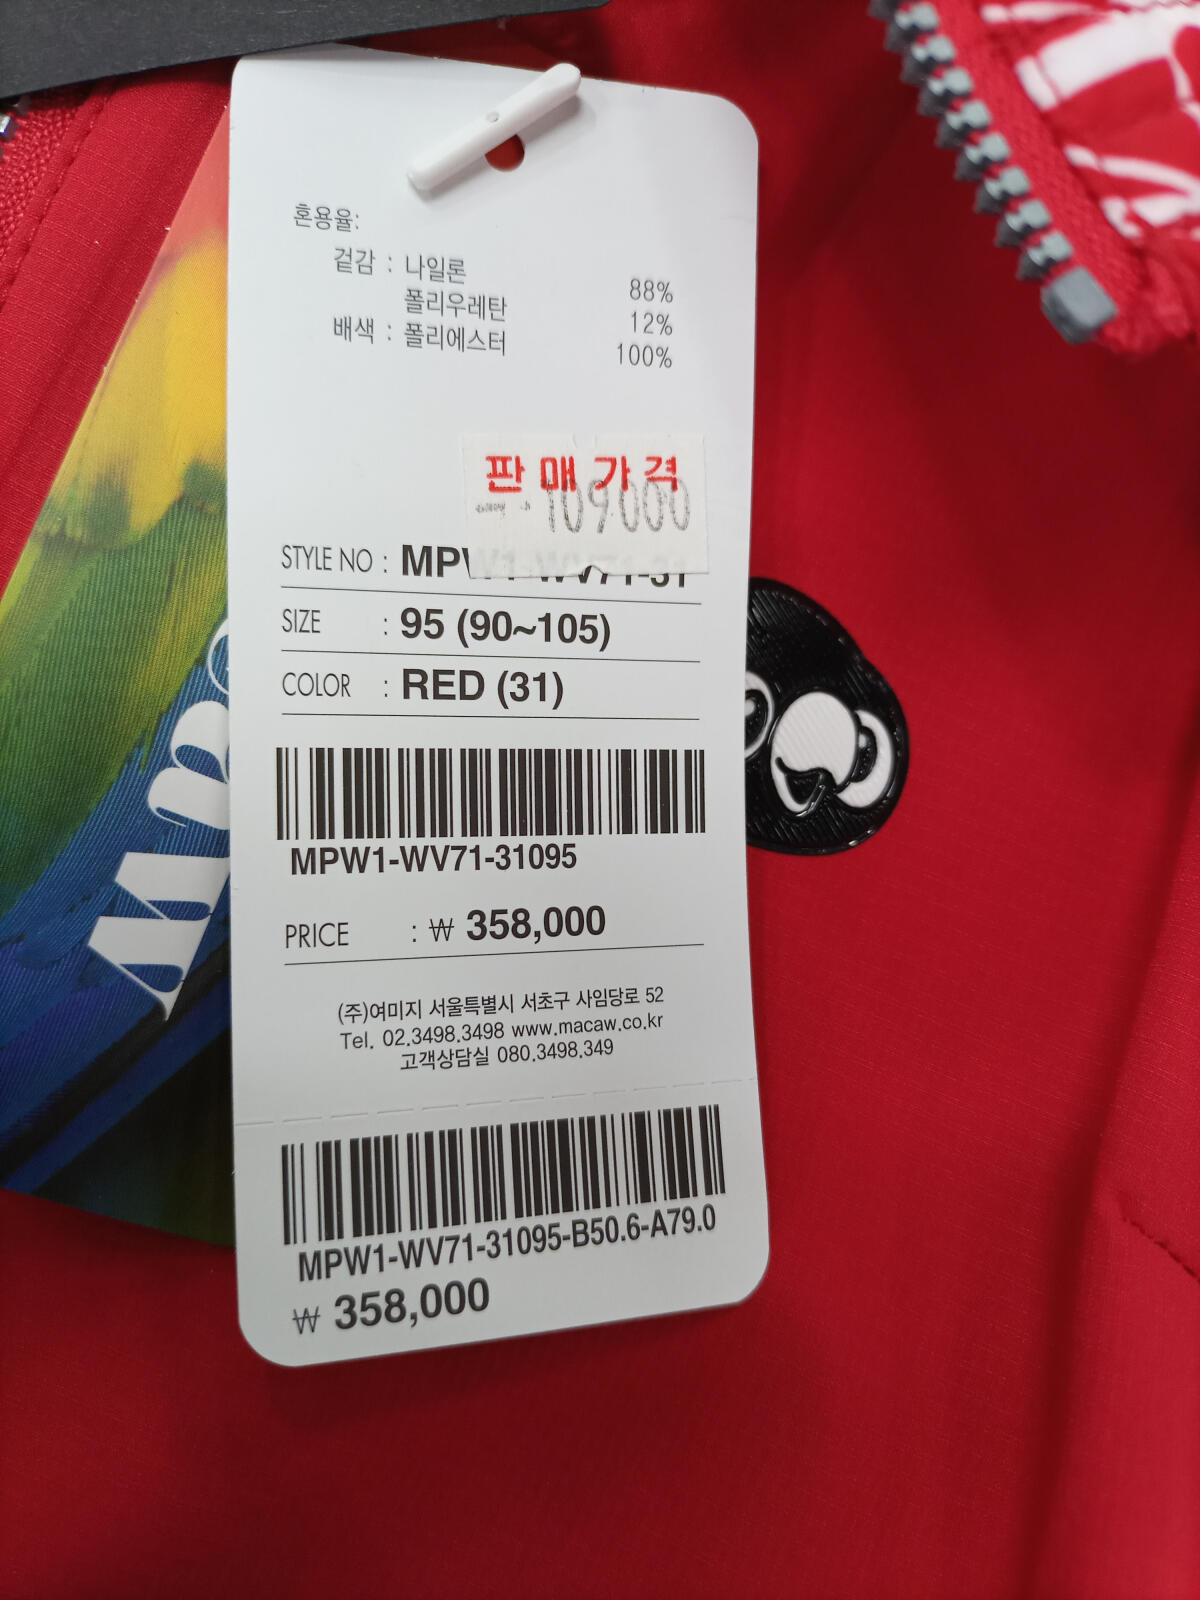 혼용율:
겉감 : 나일론 88%
폴리우레탄 12%
배색 : 폴리에스터 100%
판매가격
109000
STYLE NO : MPW1-WV71-31
SIZE : 95 (90~105)
COLOR : RED (31)
MPW1-WV71-31095
PRICE : ₩ 358,000
(주)여미지 서울특별시 서초구 사임당로 52
Tel. 02.3498.3498 www.macaw.co.kr
고객상담실 080.3498.349
MPW1-WV71-31095-B50.6-A79.0
₩ 358,000